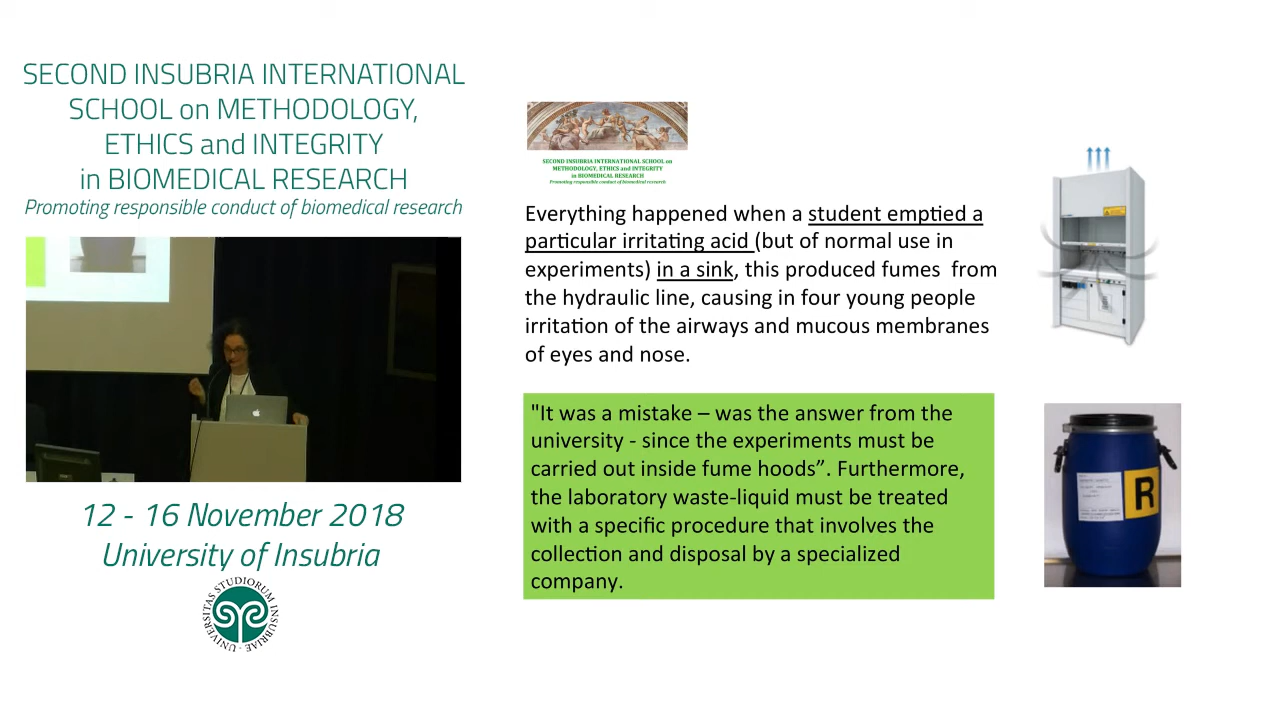 SECOND INSUBRIA INTERNATIONAL
SCHOOL on METHODOLOGY,
ETHICS and INTEGRITY
in BIOMEDICAL RESEARCH
Promoting responsible conduct of biomedical research
12 - 16 November 2018
University of Insubria
UNIVERSITAS STUDIORUM INSUBRIAE
SECOND INSUBRIA INTERNATIONAL SCHOOL on
METHODOLOGY, ETHICS and INTEGRITY
in BIOMEDICAL RESEARCH
Promoting responsible conduct of biomedical research
Everything happened when a student emptied a
particular irritating acid (but of normal use in
experiments) in a sink, this produced fumes  from
the hydraulic line, causing in four young people
irritation of the airways and mucous membranes
of eyes and nose.
"It was a mistake – was the answer from the
university - since the experiments must be
carried out inside fume hoods”. Furthermore,
the laboratory waste-liquid must be treated
with a specific procedure that involves the
collection and disposal by a specialized
company.
R